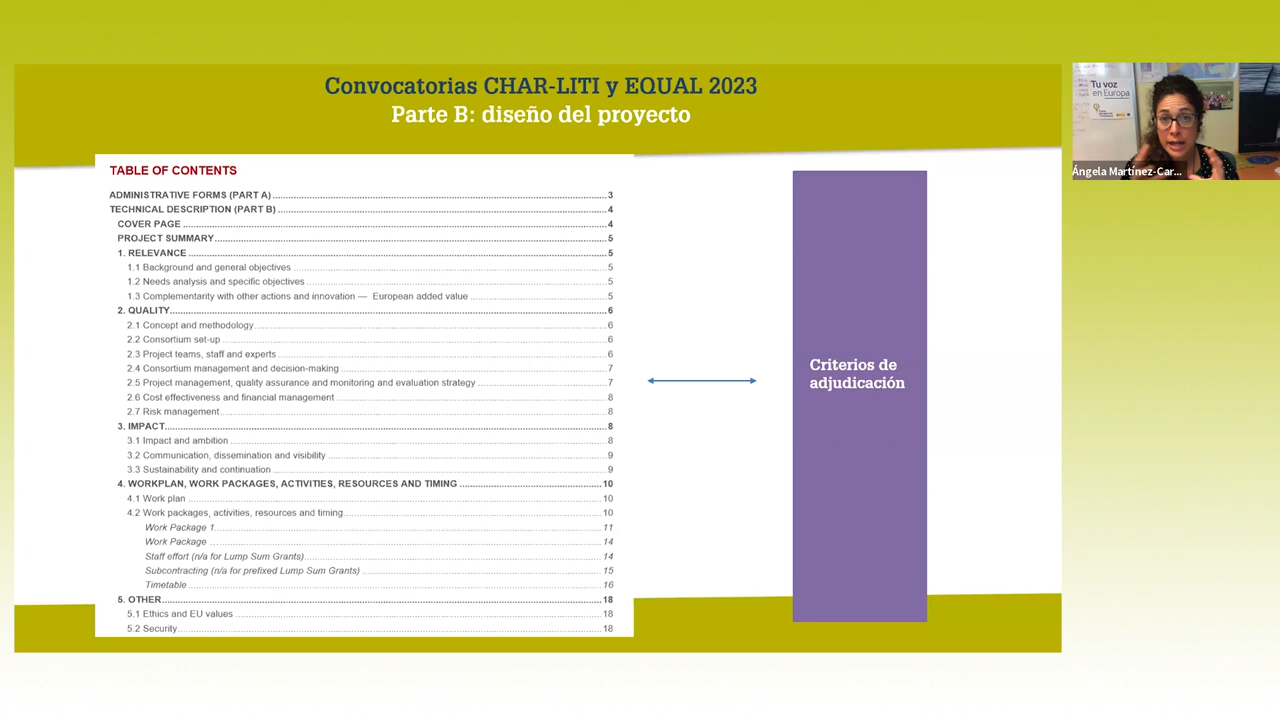 Convocatorias CHAR-LITI y EQUAL 2023
Parte B: diseño del proyecto
TABLE OF CONTENTS
ADMINISTRATIVE FORMS (PART A) 3
TECHNICAL DESCRIPTION (PART B) 4
COVER PAGE 4
PROJECT SUMMARY 5
1. RELEVANCE 5
1.1 Background and general objectives 5
1.2 Needs analysis and specific objectives 5
1.3 Complementarity with other actions and innovation — European added value 5
2. QUALITY 6
2.1 Concept and methodology 6
2.2 Consortium set-up 6
2.3 Project teams, staff and experts 6
2.4 Consortium management and decision-making 7
2.5 Project management, quality assurance and monitoring and evaluation strategy 7
2.6 Cost effectiveness and financial management 8
2.7 Risk management 8
3. IMPACT 8
3.1 Impact and ambition 8
3.2 Communication, dissemination and visibility 9
3.3 Sustainability and continuation 9
4. WORKPLAN, WORK PACKAGES, ACTIVITIES, RESOURCES AND TIMING 10
4.1 Work plan 10
4.2 Work packages, activities, resources and timing 10
Work Package 1 11
Work Package 14
Staff effort (n/a for Lump Sum Grants) 14
Subcontracting (n/a for prefixed Lump Sum Grants) 15
Timetable 16
5. OTHER 18
5.1 Ethics and EU values 18
5.2 Security 18
Criterios de
adjudicación
Tu voz
en Europa
Ángela Martínez-Car...